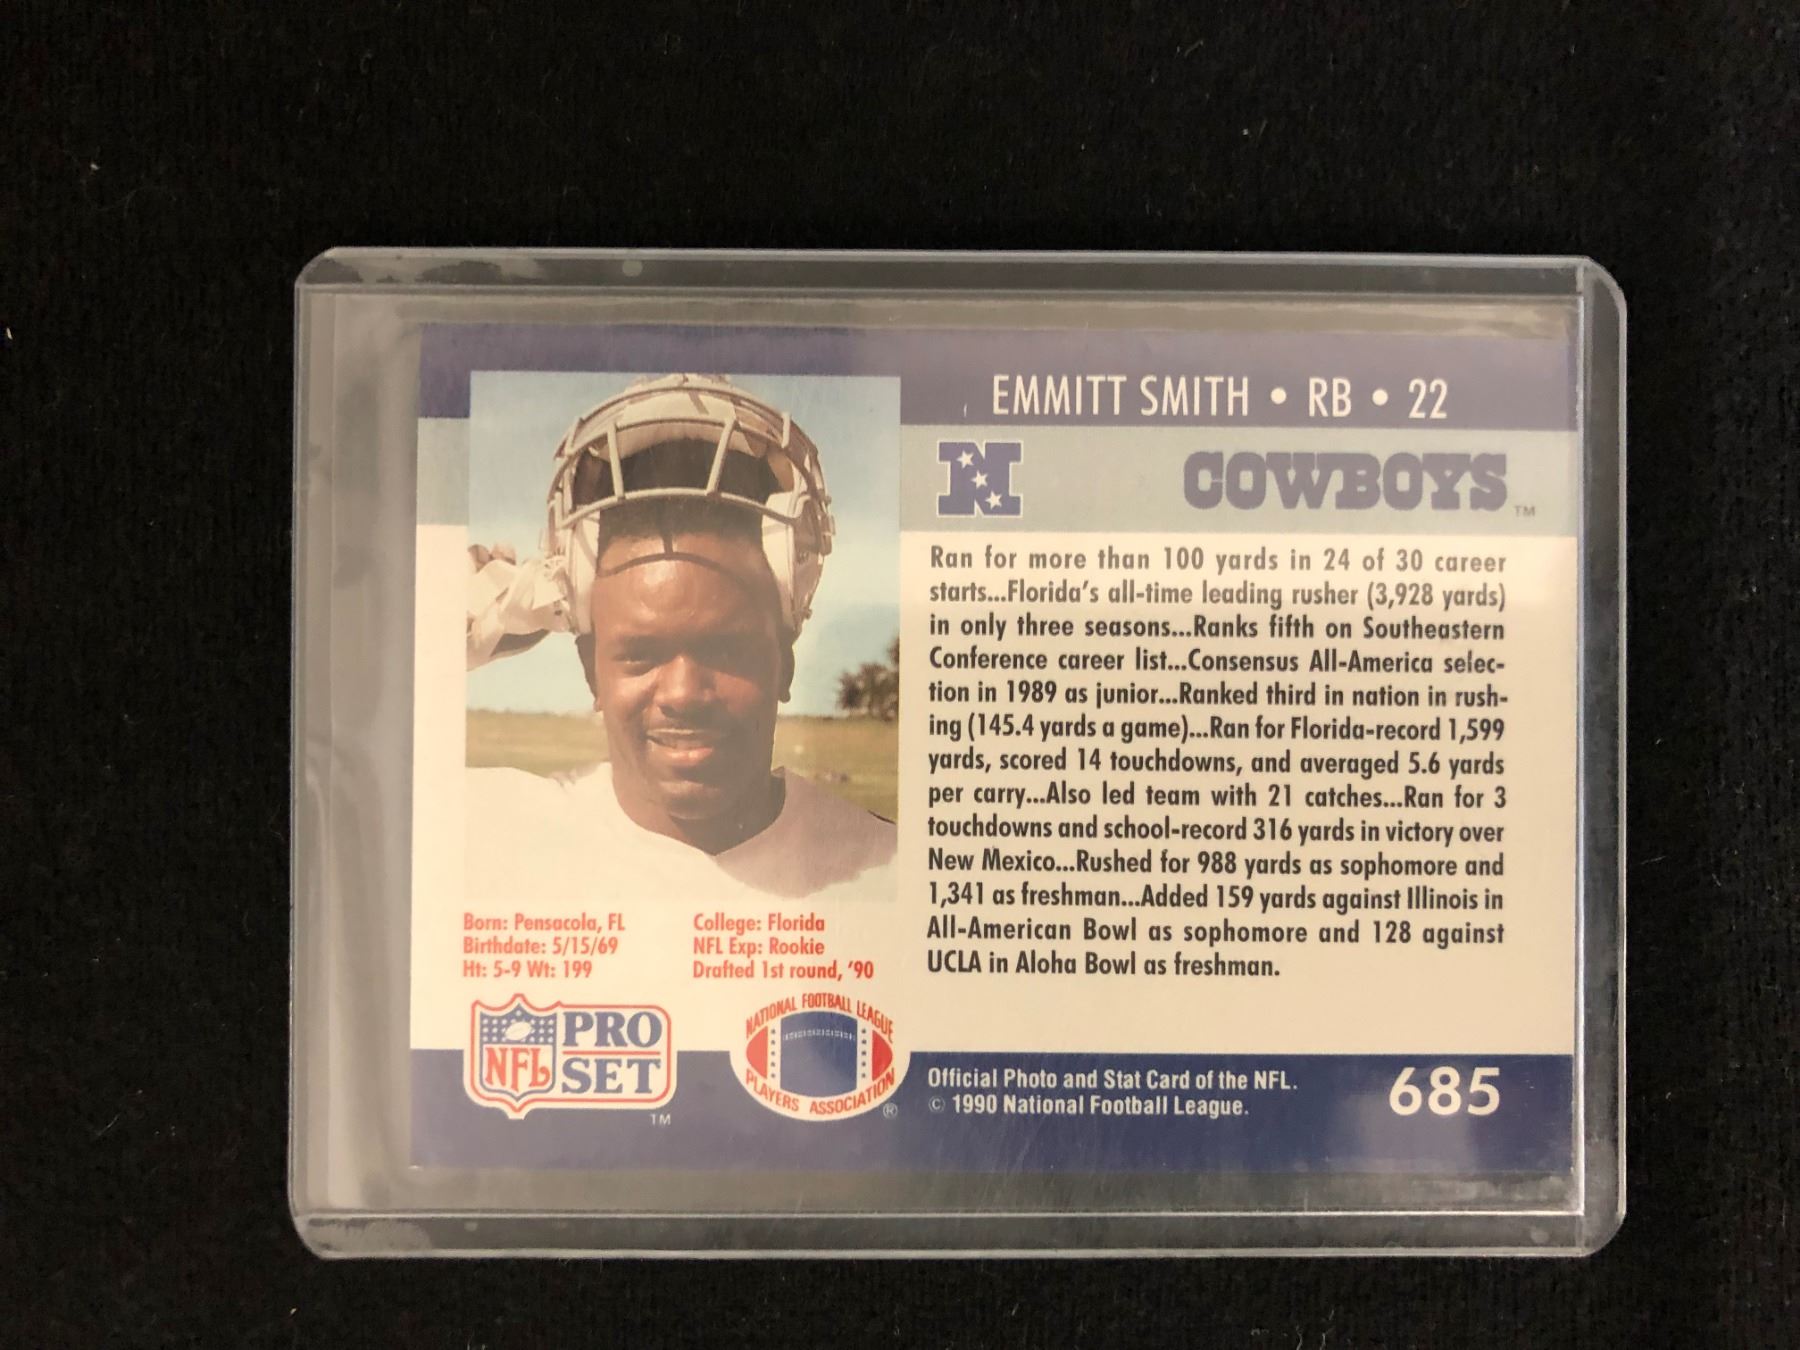 EMMITT SMITH • RB • 22
COWBOYS™
Ran for more than 100 yards in 24 of 30 career
starts...Florida's all-time leading rusher (3,928 yards)
in only three seasons...Ranks fifth on Southeastern
Conference career list...Consensus All-America selec-
tion in 1989 as junior...Ranked third in nation in rush-
ing (145.4 yards a game)...Ran for Florida-record 1,599
yards, scored 14 touchdowns, and averaged 5.6 yards
per carry...Also led team with 21 catches...Ran for 3
touchdowns and school-record 316 yards in victory over
New Mexico...Rushed for 988 yards as sophomore and
1,341 as freshman...Added 159 yards against Illinois in
All-American Bowl as sophomore and 128 against
UCLA in Aloha Bowl as freshman.
Born: Pensacola, FL
Birthdate: 5/15/69
Ht: 5-9 Wt: 199
College: Florida
NFL Exp: Rookie
Drafted 1st round, '90
NFL
PRO
SET
™
NATIONAL FOOTBALL LEAGUE
PLAYERS ASSOCIATION
®
Official Photo and Stat Card of the NFL.
© 1990 National Football League.
685